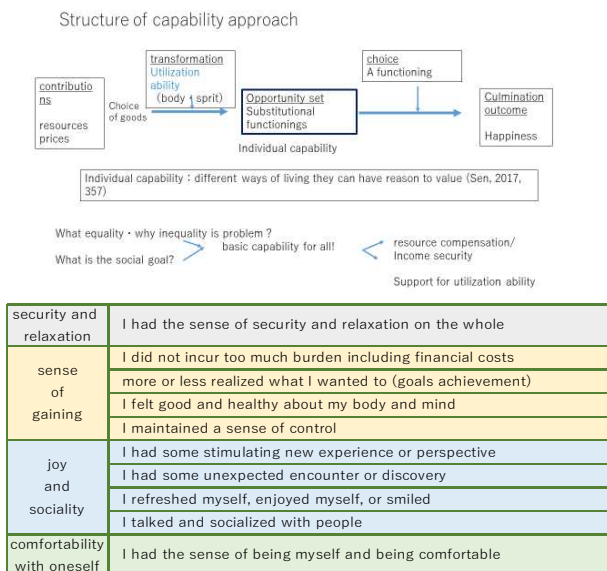 Structure of capability approach
contributio
ns
resources
prices
Choice
of goods
transformation
Utilization
ability
(body・sprit)
Opportunity set
Substitutional
functionings
Individual capability
choice
A functioning
Culmination
outcome
Happiness
Individual capability：different ways of living they can have reason to value (Sen, 2017,
357)
What equality・why inequality is problem？
What is the social goal?
basic capability for all!
resource compensation/
Income security
Support for utilization ability
security and
relaxation
I had the sense of security and relaxation on the whole
sense
of
gaining
I did not incur too much burden including financial costs
more or less realized what I wanted to (goals achievement)
I felt good and healthy about my body and mind
I maintained a sense of control
joy
and
sociality
I had some stimulating new experience or perspective
I had some unexpected encounter or discovery
I refreshed myself, enjoyed myself, or smiled
I talked and socialized with people
comfortability
with oneself
I had the sense of being myself and being comfortable